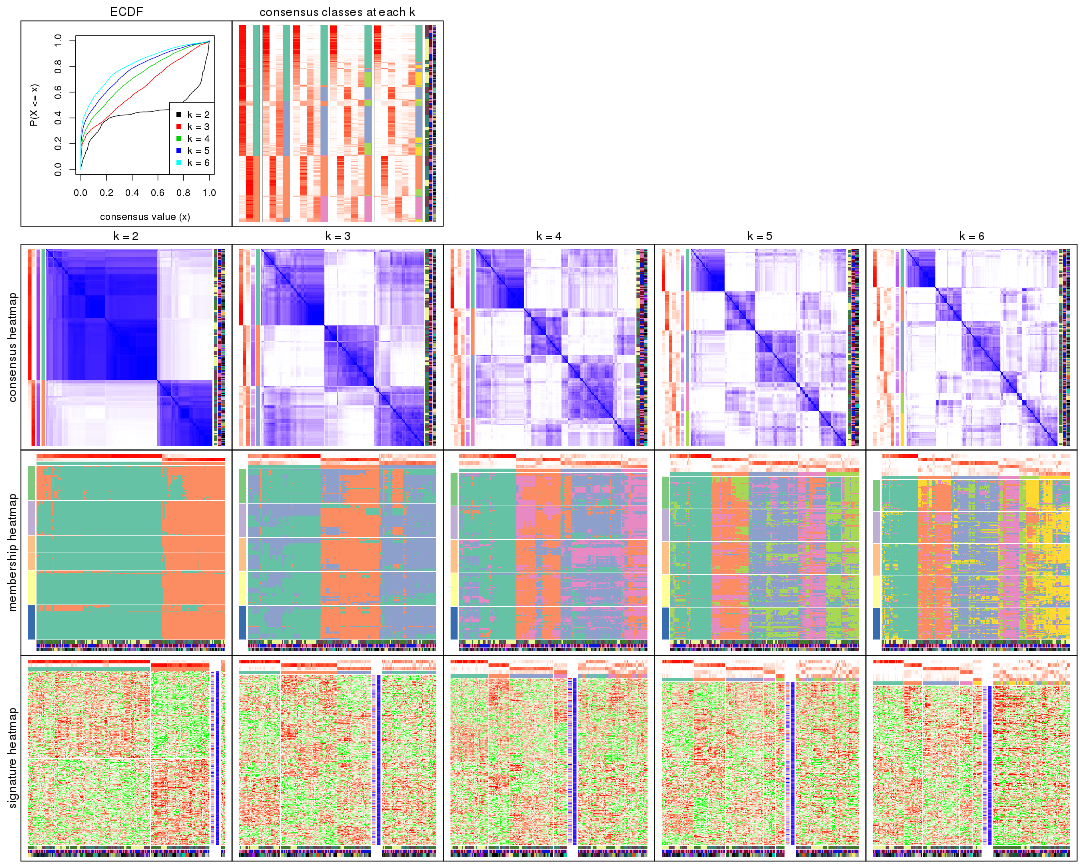 ECDF
consensus classes at each k
P(X <= x)
0.0
0.2
0.4
0.6
0.8
1.0
k = 2
k = 3
k = 4
k = 5
k = 6
0.0 0.2 0.4 0.6 0.8 1.0
consensus value (x)
k = 2
k = 3
k = 4
k = 5
k = 6
consensus heatmap
membership heatmap
signature heatmap